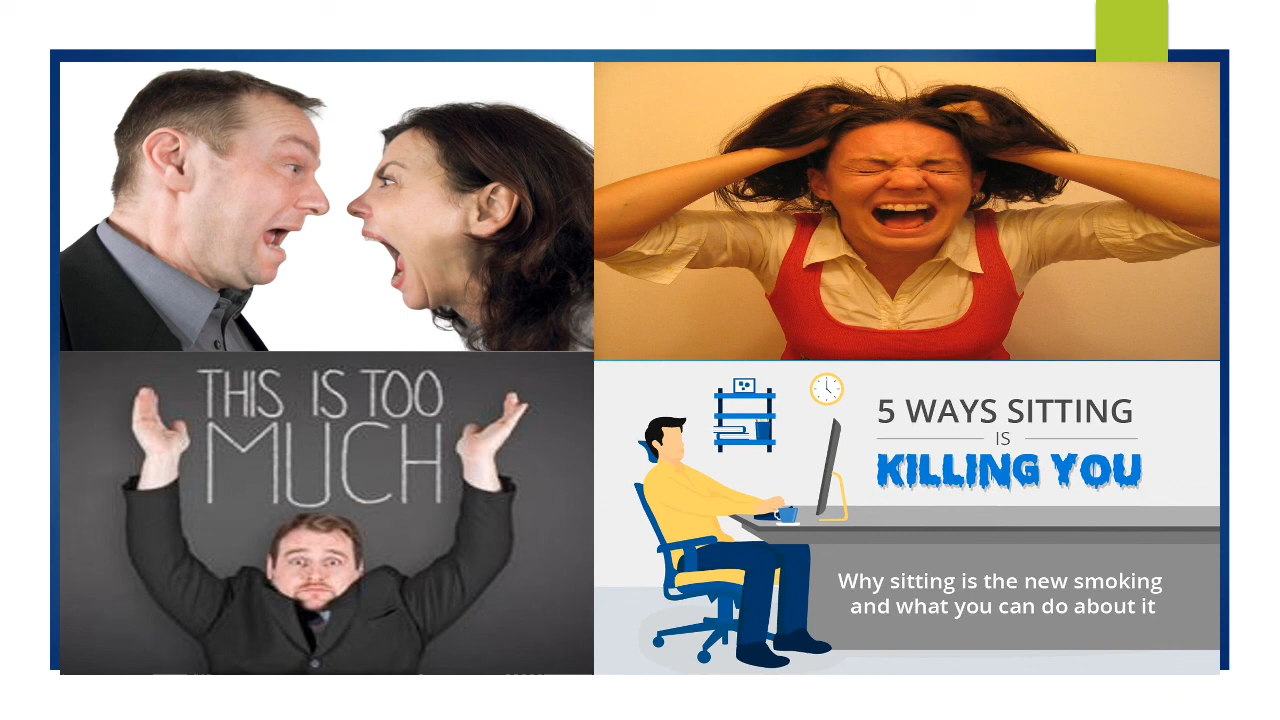 THIS IS TOO
MUCH
5 WAYS SITTING
IS
KILLING YOU
Why sitting is the new smoking
and what you can do about it